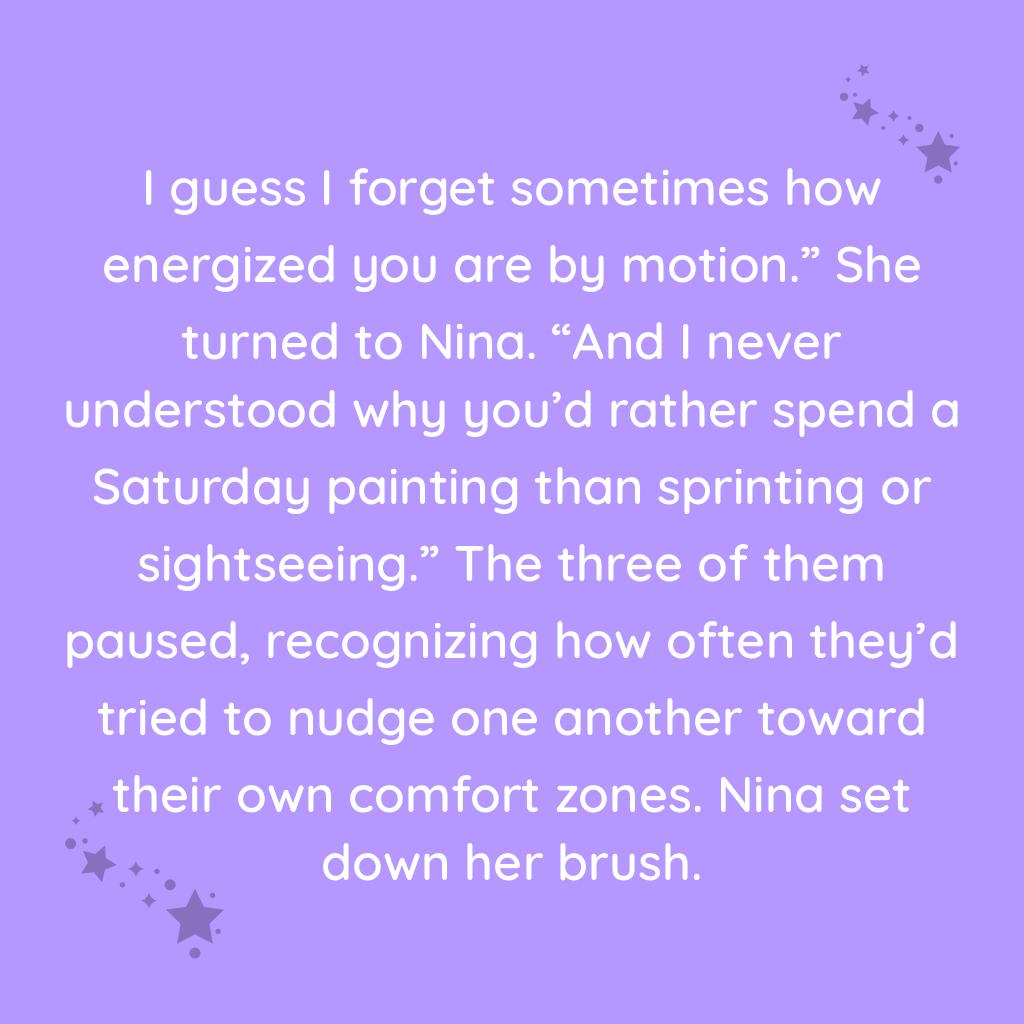 I guess I forget sometimes how
energized you are by motion.” She
turned to Nina. “And I never
understood why you’d rather spend a
Saturday painting than sprinting or
sightseeing.” The three of them
paused, recognizing how often they’d
tried to nudge one another toward
their own comfort zones. Nina set
down her brush.